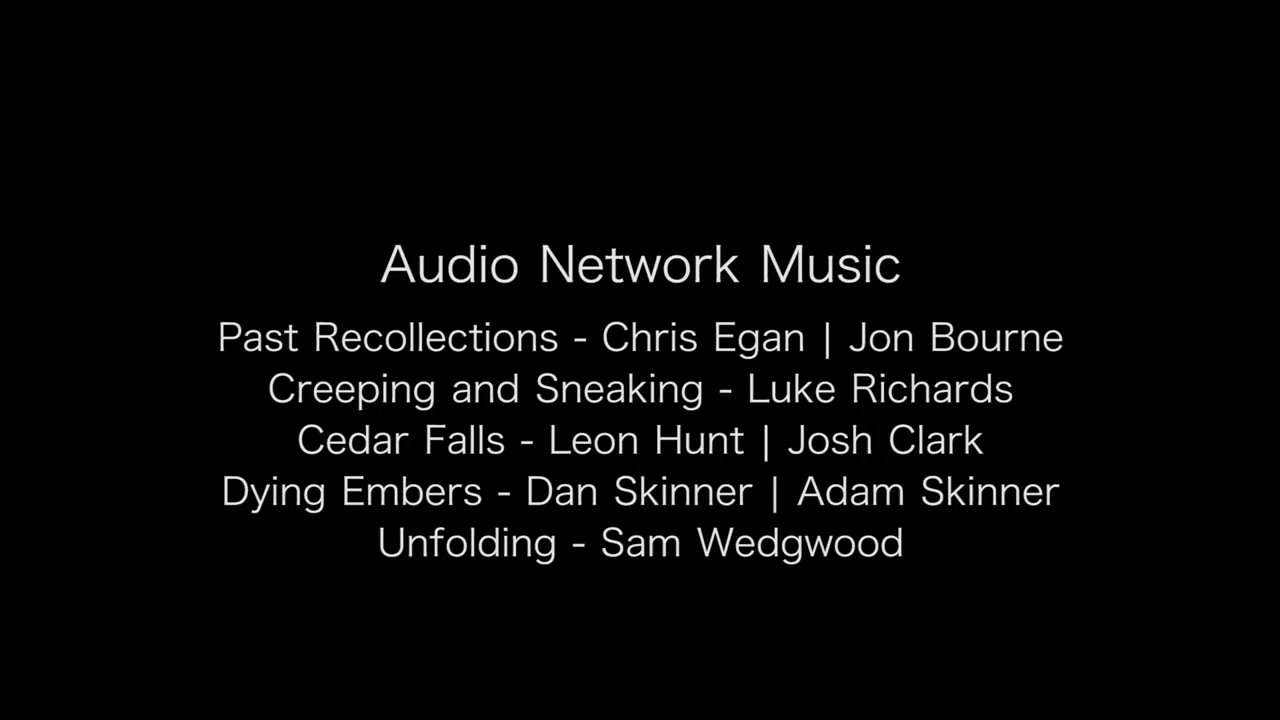 Audio Network Music
Past Recollections - Chris Egan | Jon Bourne
Creeping and Sneaking - Luke Richards
Cedar Falls - Leon Hunt | Josh Clark
Dying Embers - Dan Skinner | Adam Skinner
Unfolding - Sam Wedgwood